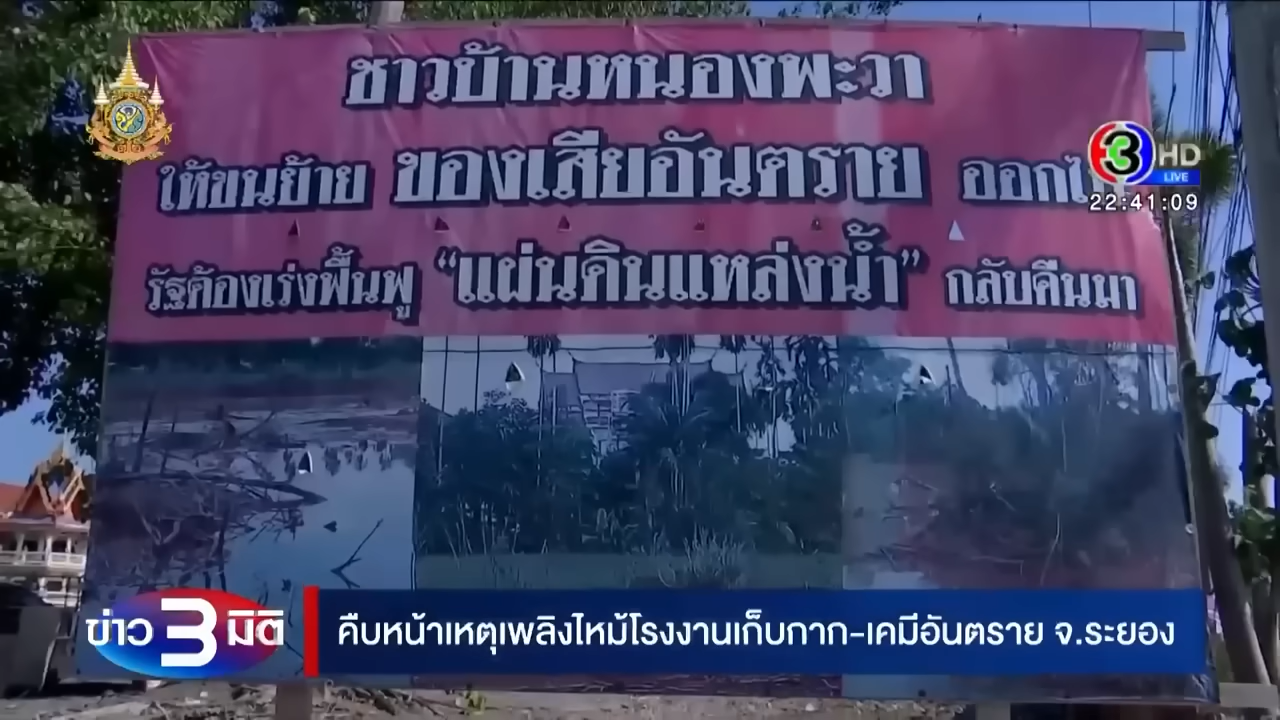 ชาวบ้านหนองพะวา
3 HD
LIVE
22:41:09
ให้ขนย้าย ของเสียอันตราย
รัฐต้องเร่งฟื้นฟู “แผ่นดินแหล่งน้ำ” กลับคืนมา
ข่าว 3 มิติ
คืบหน้าเหตุเพลิงไหม้โรงงานเก็บกาก-เคมีอันตราย จ.ระยอง